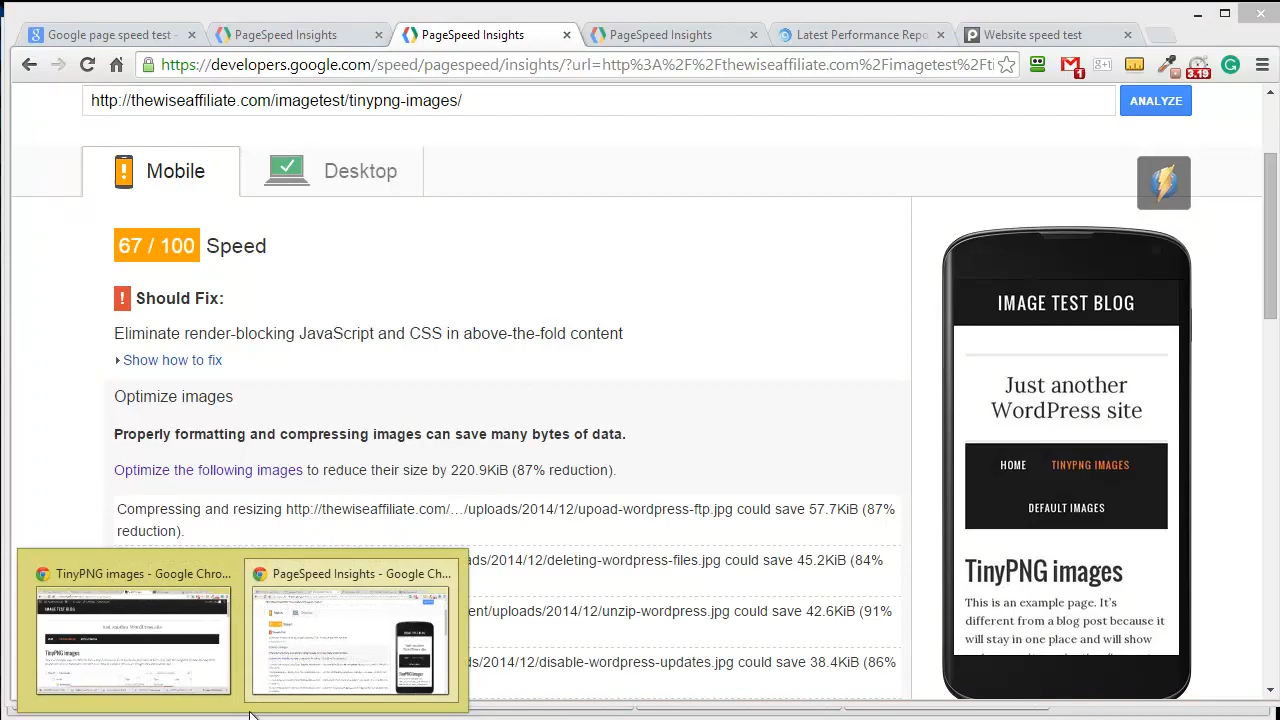 Google page speed test -
PageSpeed Insights
PageSpeed Insights
PageSpeed Insights
Latest Performance Repo
Website speed test
https://developers.google.com/speed/pagespeed/insights/?url=http%3A%2F%2Fthewiseaffiliate.com%2Fimagetest%2Fti
1
3.19
http://thewiseaffiliate.com/imagetest/tinypng-images/
ANALYZE
Mobile
Desktop
67 / 100 Speed
! Should Fix:
Eliminate render-blocking JavaScript and CSS in above-the-fold content
Show how to fix
Optimize images
Properly formatting and compressing images can save many bytes of data.
Optimize the following images to reduce their size by 220.9KiB (87% reduction).
Compressing and resizing http://thewiseaffiliate.com/…/uploads/2014/12/upoad-wordpress-ftp.jpg could save 57.7KiB (87%
reduction).
ads/2014/12/deleting-wordpress-files.jpg could save 45.2KiB (84%
ent/uploads/2014/12/unzip-wordpress.jpg could save 42.6KiB (91%
e/2014/12/disable-wordpress-updates.jpg could save 38.4KiB (86%
IMAGE TEST BLOG
Just another
WordPress site
HOME
TINYPNG IMAGES
DEFAULT IMAGES
TinyPNG images
This is an example page. It's
different from a blog post because it
will stay in one place and will show
TinyPNG images - Google Chro...
PageSpeed Insights - Google Ch...